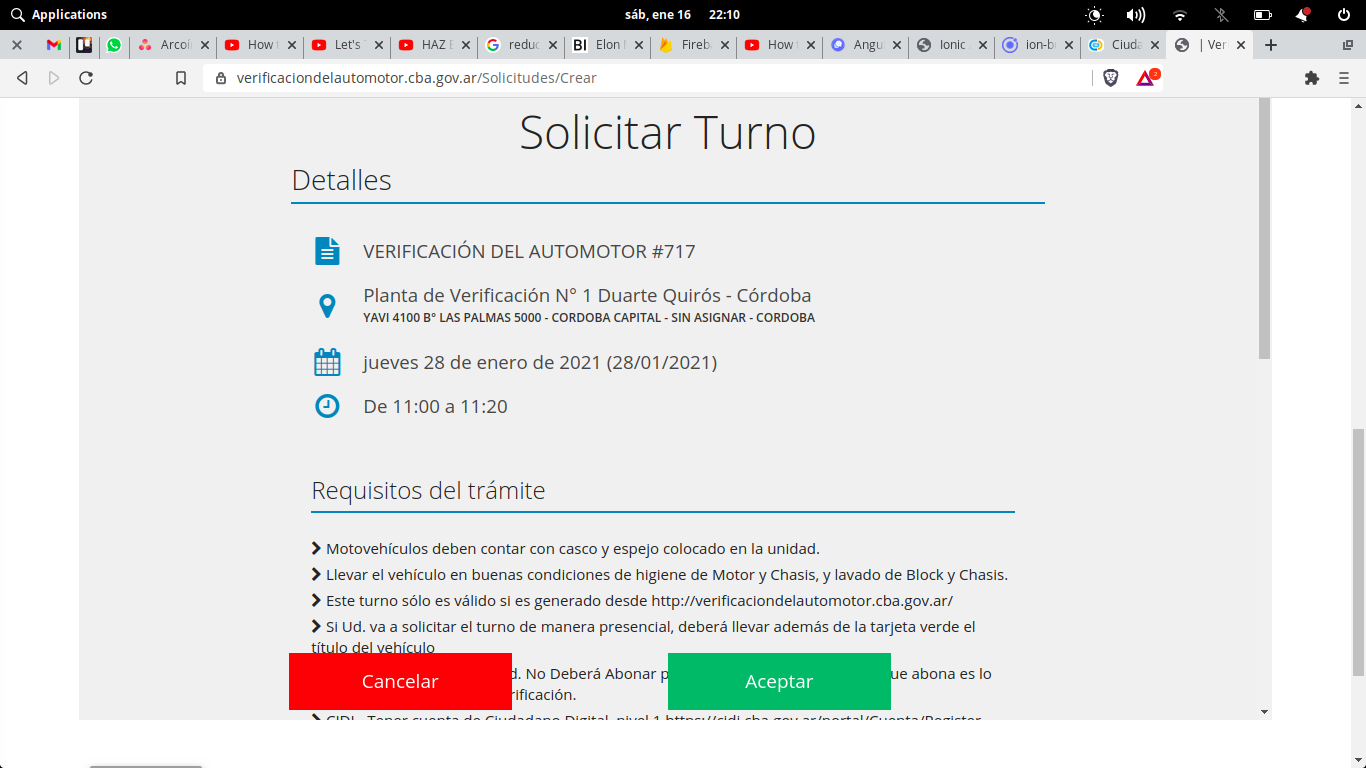 Applications
sáb, ene 16 22:10
Arcoi
How t
Let's
HAZ
reduc
BI Elon
Fireb
How
Angu
Ionic
ion-b
Ciuda
| Ver
verificaciondelautomotor.cba.gov.ar/Solicitudes/Crear
2
Solicitar Turno
Detalles
VERIFICACIÓN DEL AUTOMOTOR #717
Planta de Verificación N° 1 Duarte Quirós - Córdoba
YAVI 4100 B° LAS PALMAS 5000 - CORDOBA CAPITAL - SIN ASIGNAR - CORDOBA
jueves 28 de enero de 2021 (28/01/2021)
De 11:00 a 11:20
Requisitos del trámite
Motovehículos deben contar con casco y espejo colocado en la unidad.
Llevar el vehículo en buenas condiciones de higiene de Motor y Chasis, y lavado de Block y Chasis.
Este turno sólo es válido si es generado desde http://verificaciondelautomotor.cba.gov.ar/
Si Ud. va a solicitar el turno de manera presencial, deberá llevar además de la tarjeta verde el
título del vehículo
d. No Deberá Abonar p ue abona es lo
rificación.
Cancelar
Aceptar
CIDI - Tener cuenta de Ciudadano Digital, nivel 1 https://cidi.cba.gov.ar/portal/Cuenta/Register